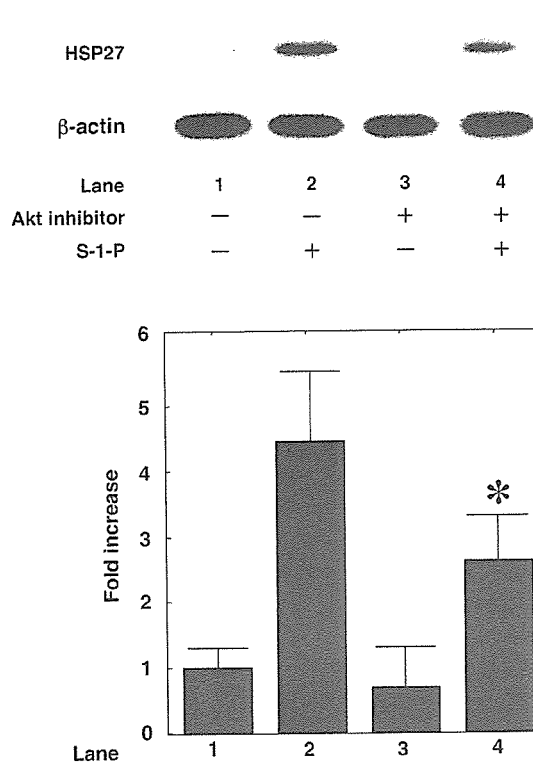 HSP27
β-actin
Lane 1 2 3 4
Akt inhibitor — — + +
S-1-P — + — +
6
5
4
3
2
1
0
Fold increase
*
Lane 1 2 3 4